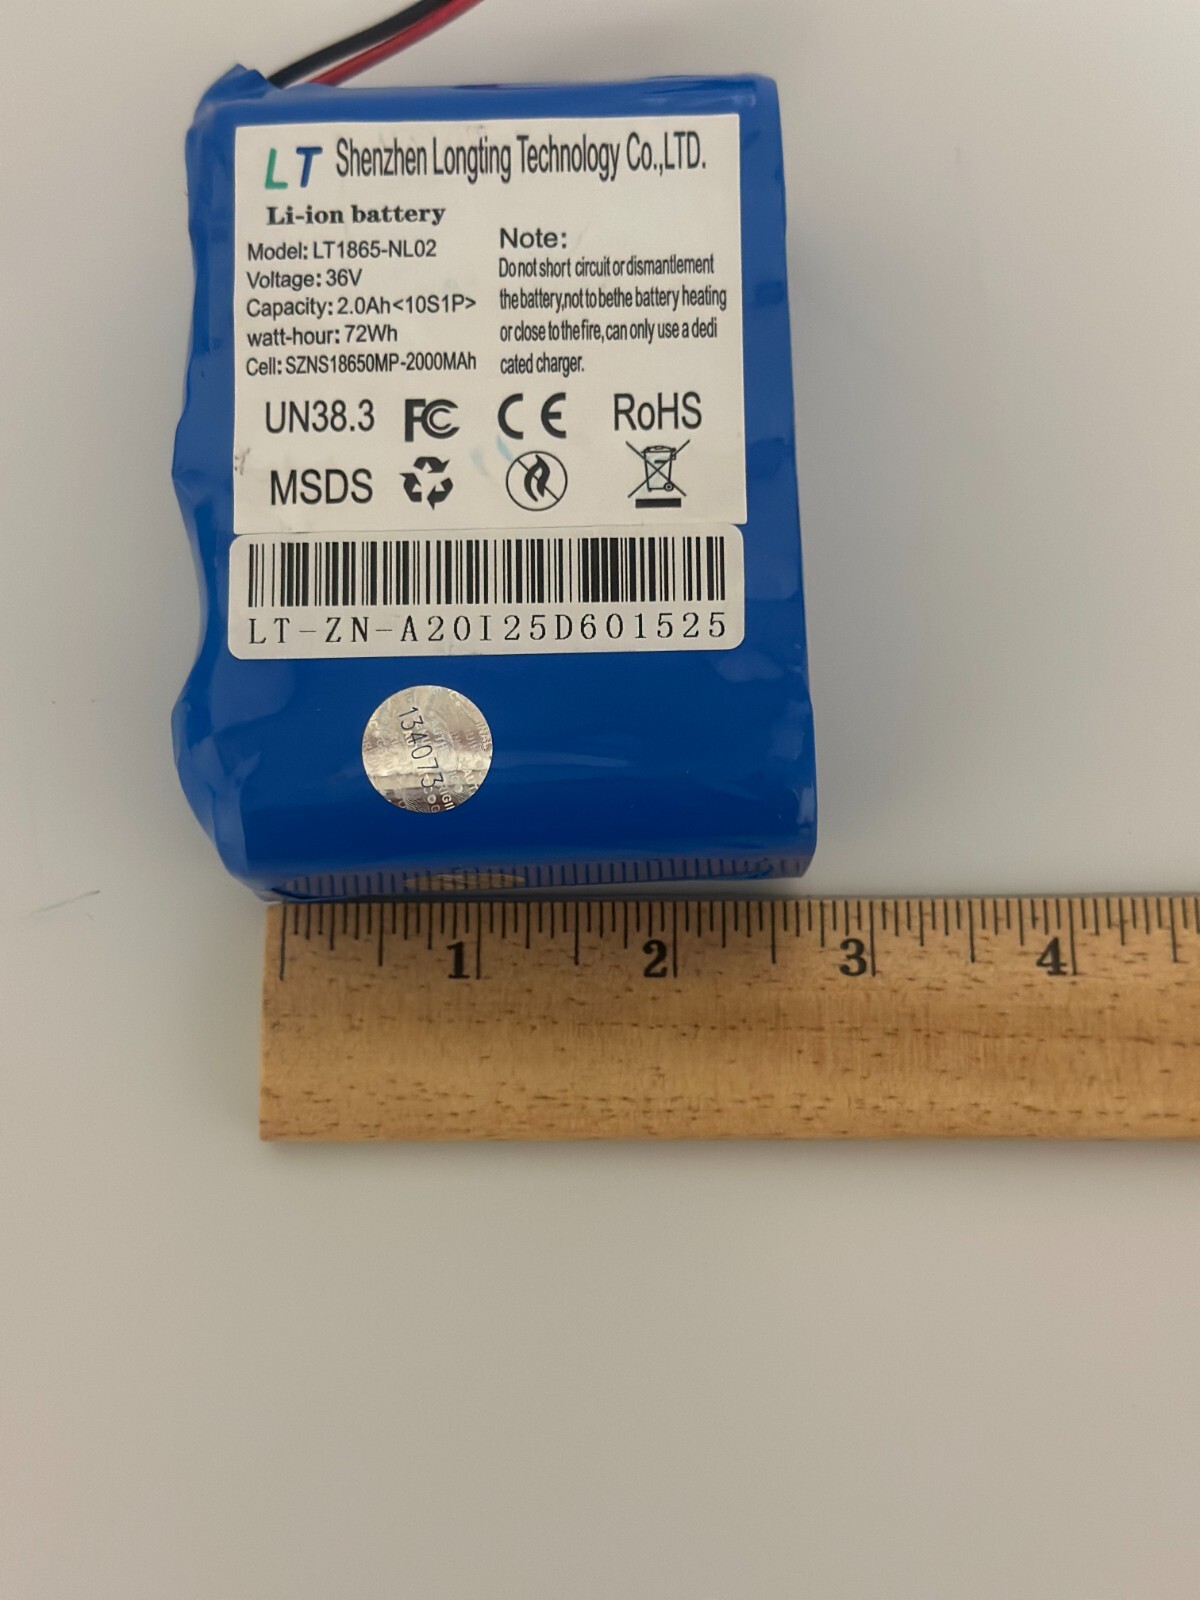 LT Shenzhen Longting Technology Co.,LTD.
Li-ion battery
Model: LT1865-NL02
Voltage: 36V
Capacity: 2.0Ah<10S1P>
watt-hour: 72Wh
Cell: SZNS18650MP-2000MAh
Note:
Do not short circuit or dismantlement
the battery,not to bethe battery heating
or close to the fire, can only use a dedi
cated charger.
UN38.3 FC CE RoHS
MSDS
LT-ZN-A20I25D601525
134073
1 2 3 4